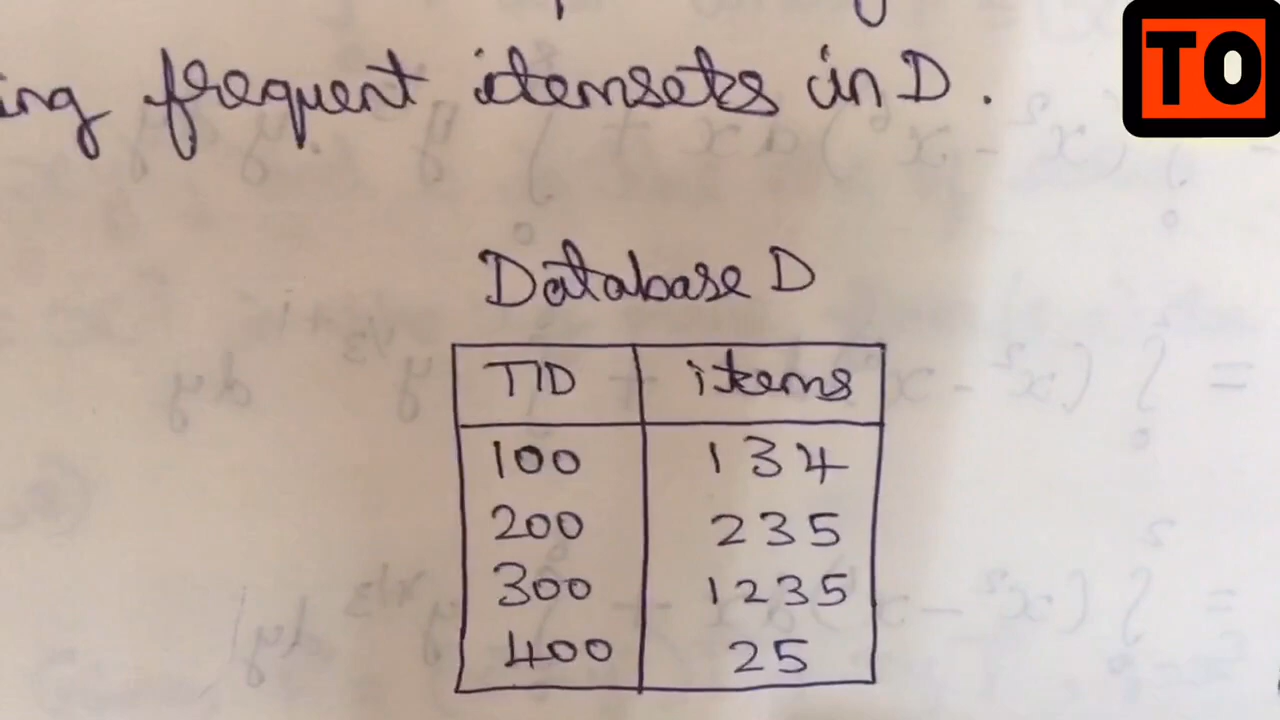 TO
ing frequent itemsets in D.
Database D
TID items
100 1 3 4
200 2 3 5
300 1 2 3 5
400 2 5